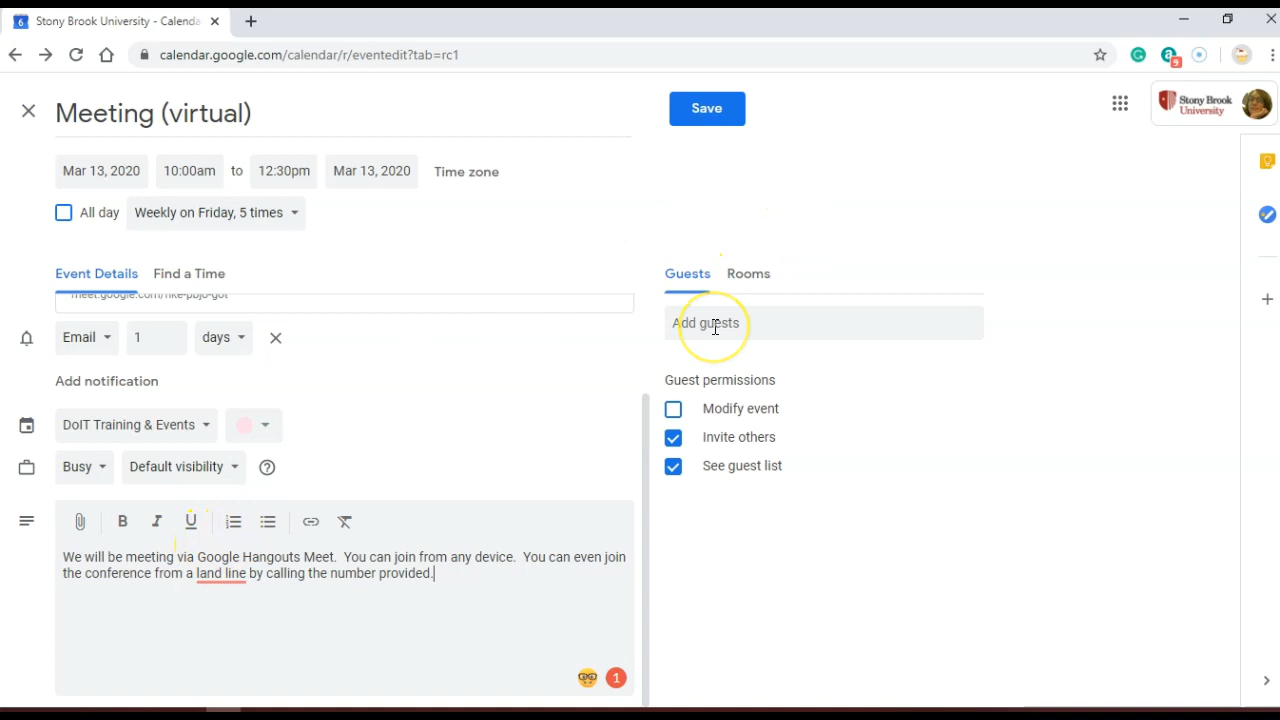 6 Stony Brook University - Calenda
calendar.google.com/calendar/r/eventedit?tab=rc1
9
Meeting (virtual)
Save
Stony Brook
University
Mar 13, 2020 10:00am to 12:30pm Mar 13, 2020 Time zone
All day Weekly on Friday, 5 times
Event Details Find a Time
Guests Rooms
Add guests
Email 1 days
Add notification
Guest permissions
Modify event
DoIT Training & Events
Invite others
Busy Default visibility
See guest list
B I U
We will be meeting via Google Hangouts Meet. You can join from any device. You can even join
the conference from a land line by calling the number provided.
1